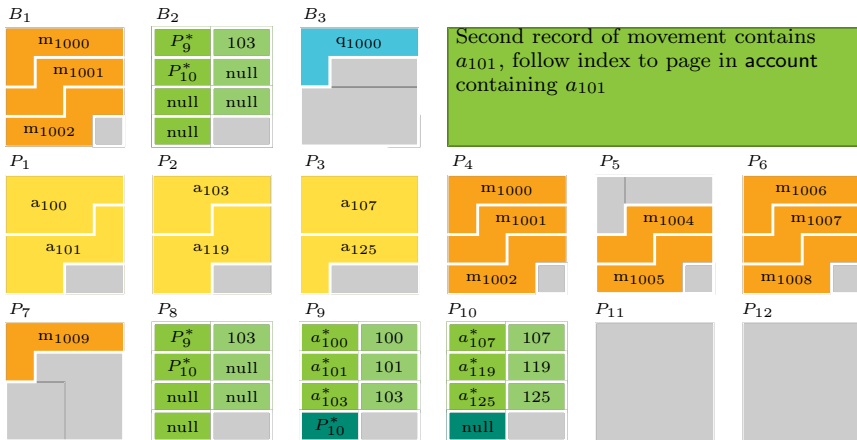 B₁ B₂ B₃
m₁₀₀₀ P₉* 103 q₁₀₀₀ Second record of movement contains
m₁₀₀₁ P₁₀* null a₁₀₁, follow index to page in account
null null containing a₁₀₁
m₁₀₀₂ null
P₁ P₂ P₃ P₄ P₅ P₆
a₁₀₀ a₁₀₃ a₁₀₇ m₁₀₀₀ m₁₀₀₆
m₁₀₀₁ m₁₀₀₄ m₁₀₀₇
a₁₀₁ a₁₁₉ a₁₂₅
m₁₀₀₂ m₁₀₀₅ m₁₀₀₈
P₇ P₈ P₉ P₁₀ P₁₁ P₁₂
m₁₀₀₉ P₉* 103 a₁₀₀* 100 a₁₀₇* 107
P₁₀* null a₁₀₁* 101 a₁₁₉* 119
null null a₁₀₃* 103 a₁₂₅* 125
null P₁₀* null